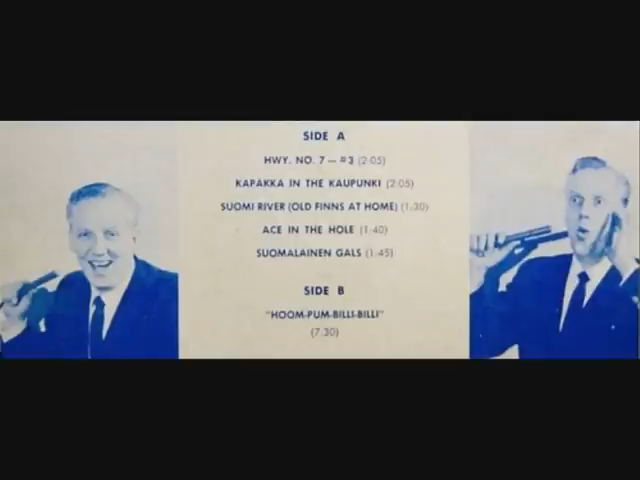 SIDE A
HWY. NO. 7 — #3 (2:05)
KAPAKKA IN THE KAUPUNKI (2:05)
SUOMI RIVER (OLD FINNS AT HOME) (1:30)
ACE IN THE HOLE (1:40)
SUOMALAINEN GALS (1:45)
SIDE B
"HOOM-PUM-BILLI-BILLI"
(7:30)